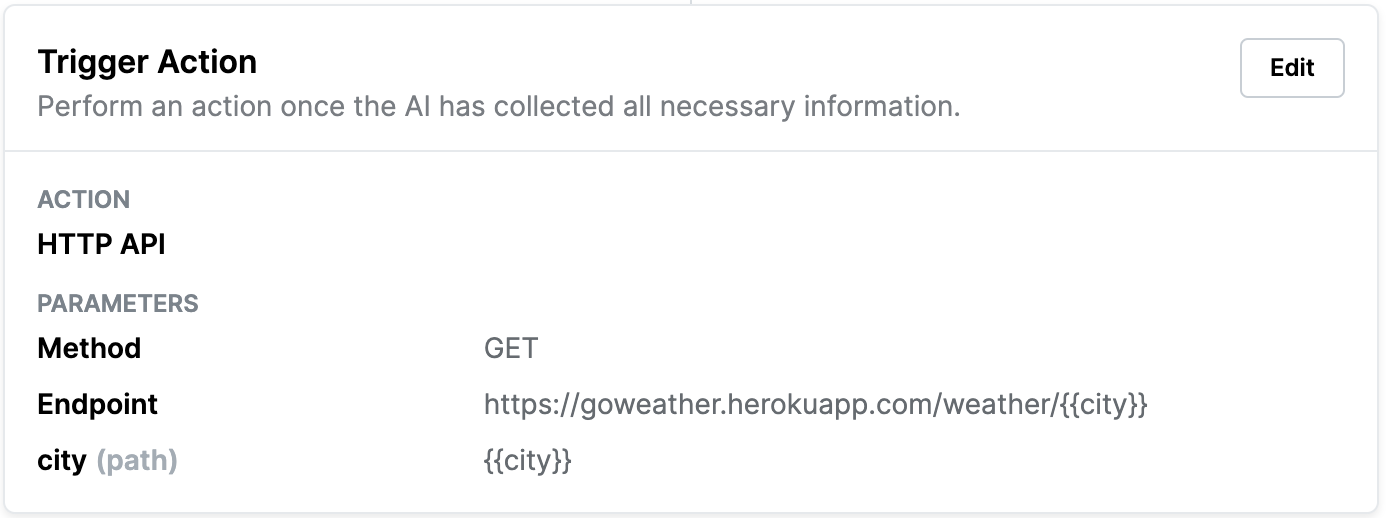 Trigger Action
Edit
Perform an action once the AI has collected all necessary information.
ACTION
HTTP API
PARAMETERS
Method GET
Endpoint https://goweather.herokuapp.com/weather/{{city}}
city (path) {{city}}